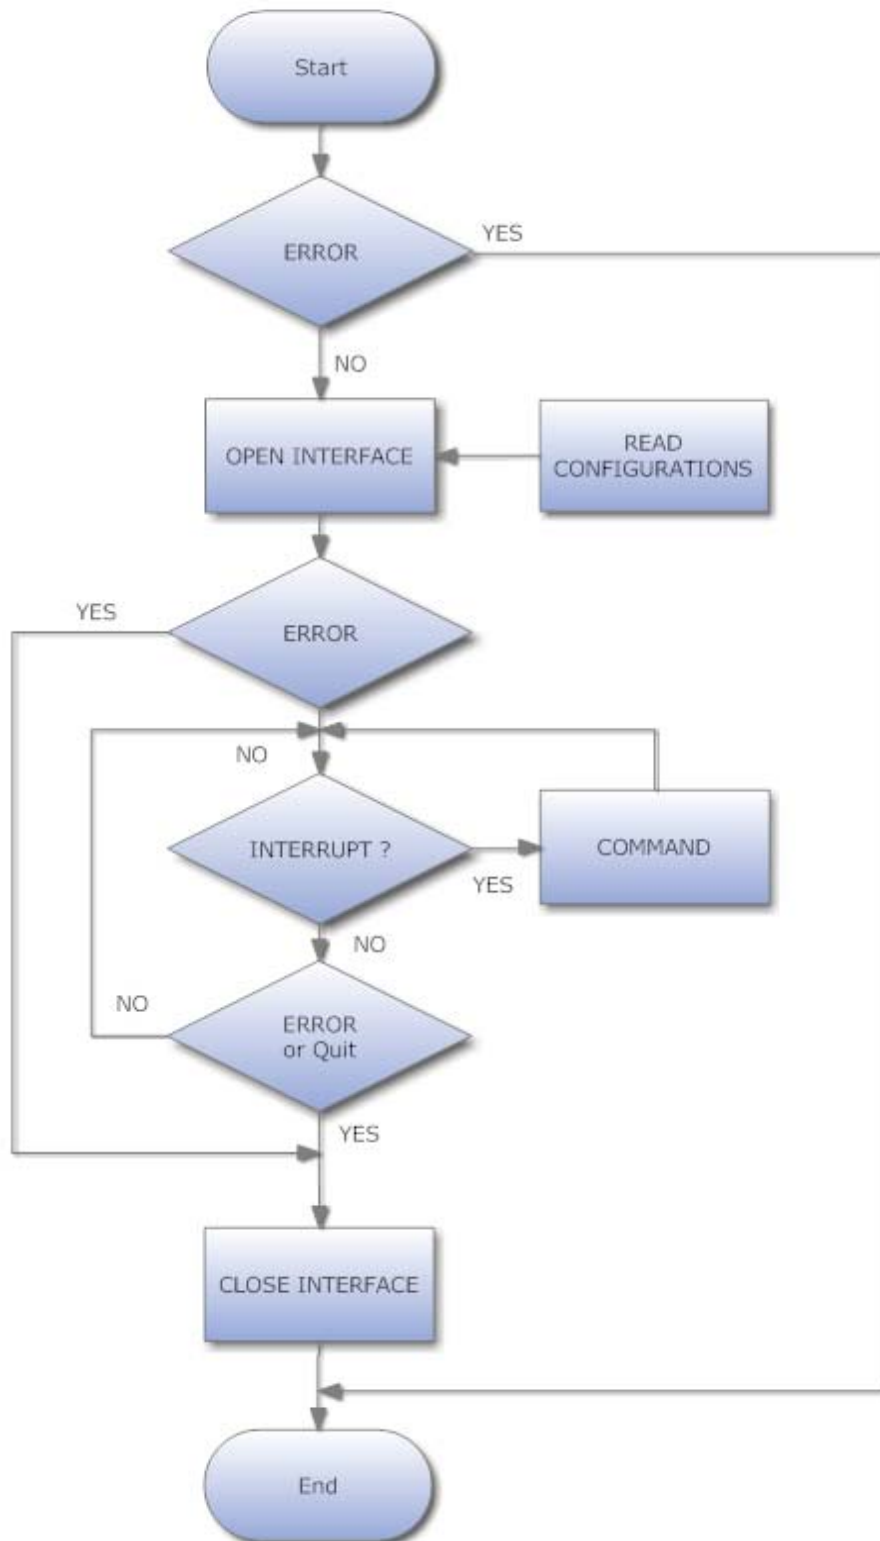 Start
ERROR
YES
NO
OPEN INTERFACE
READ
CONFIGURATIONS
YES
ERROR
NO
INTERRUPT ?
YES
COMMAND
NO
NO
ERROR
or Quit
YES
CLOSE INTERFACE
End